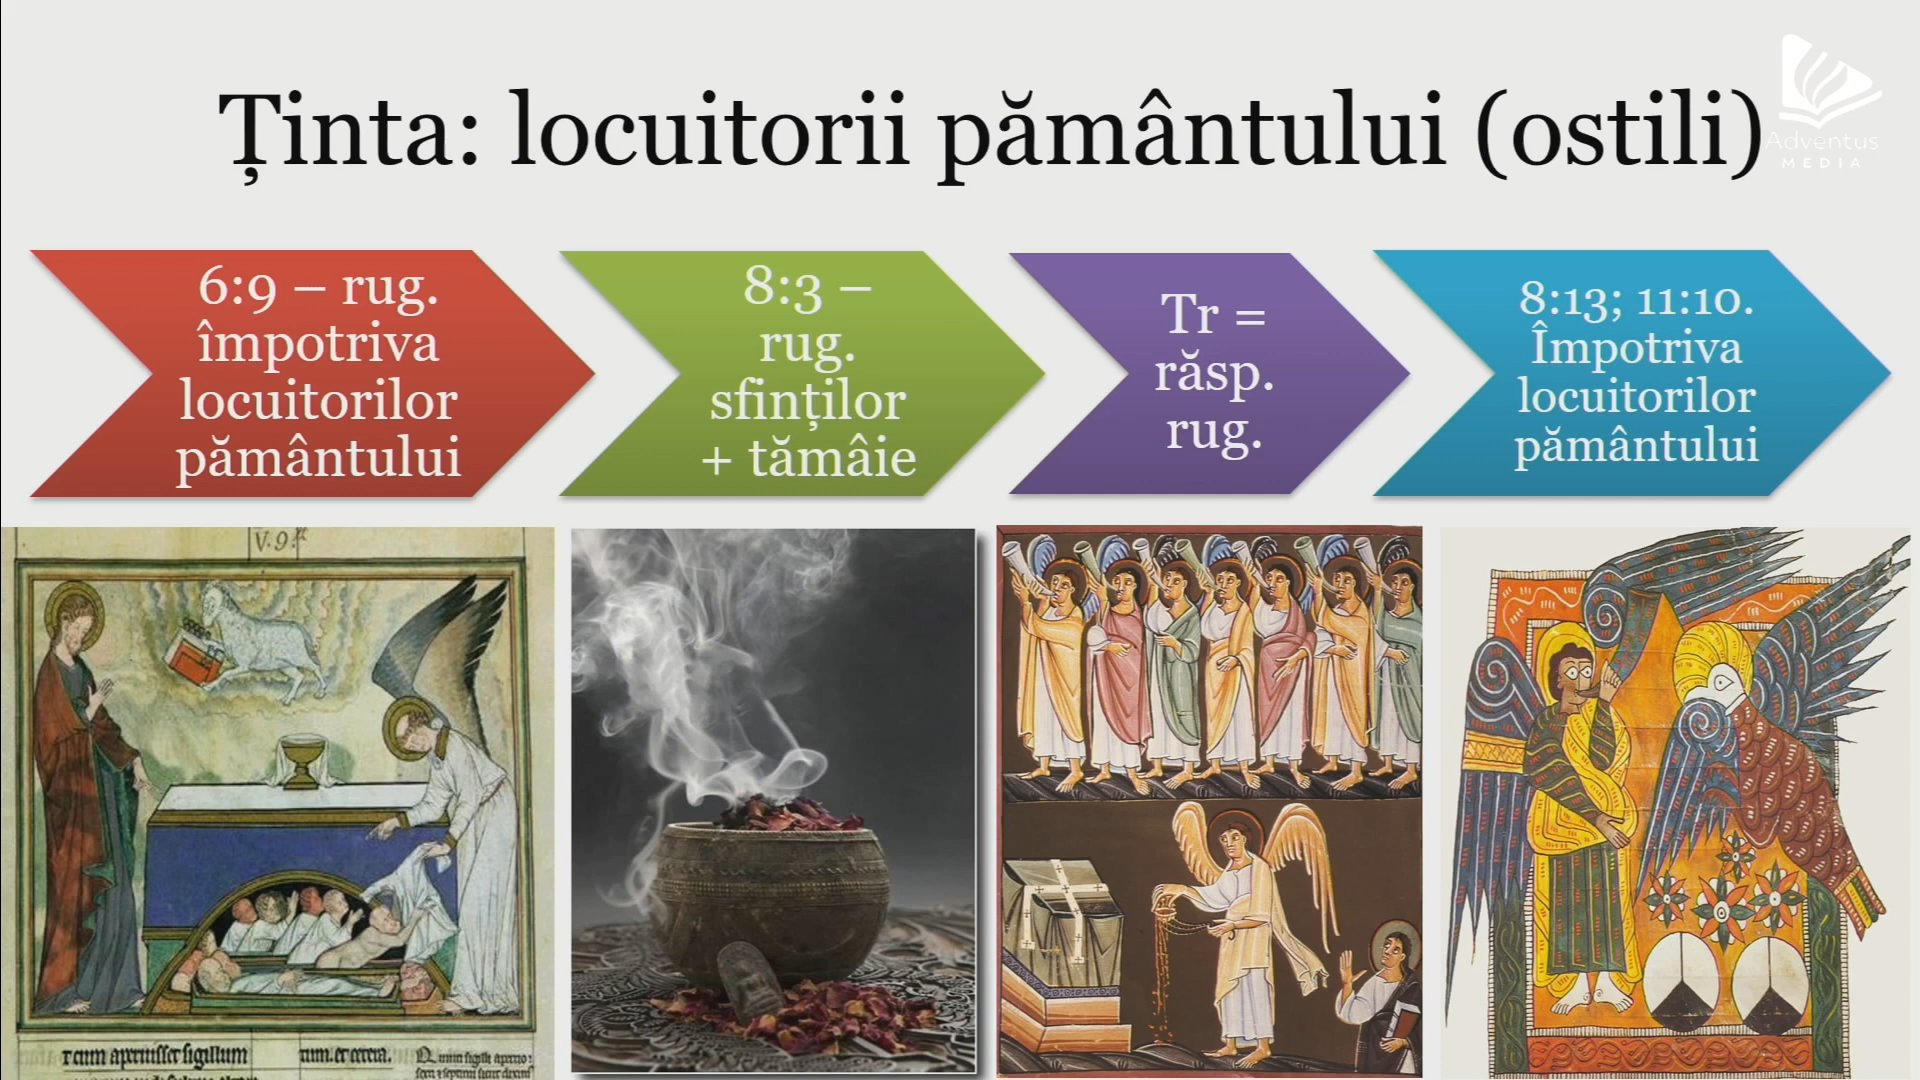 Ținta: locuitorii pământului (ostili)
Adventus
MEDIA
6:9 – rug.
împotriva
locuitorilor
pământului
8:3 –
rug.
sfinților
+ tămâie
Tr =
răsp.
rug.
8:13; 11:10.
Împotriva
locuitorilor
pământului
V. 9.